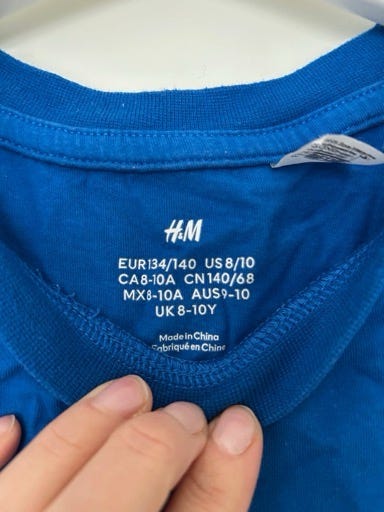 H&M
EUR134/140 US 8/10
CA8-10A CN140/68
MX8-10A AUS9-10
UK 8-10Y
Made in China
Fabriqué en Chine